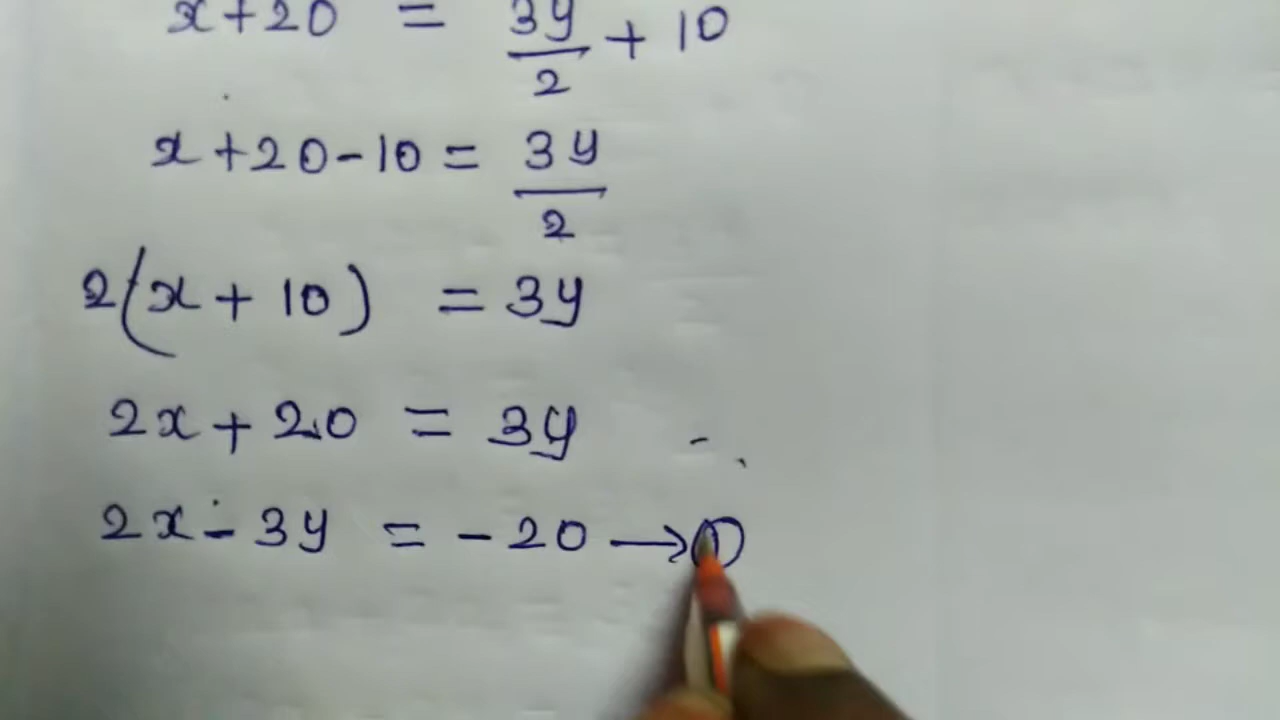 x+20 = 3y/2 + 10
x+20-10 = 3y/2
2(x+10) = 3y
2x+20 = 3y
2x-3y = -20 → ①